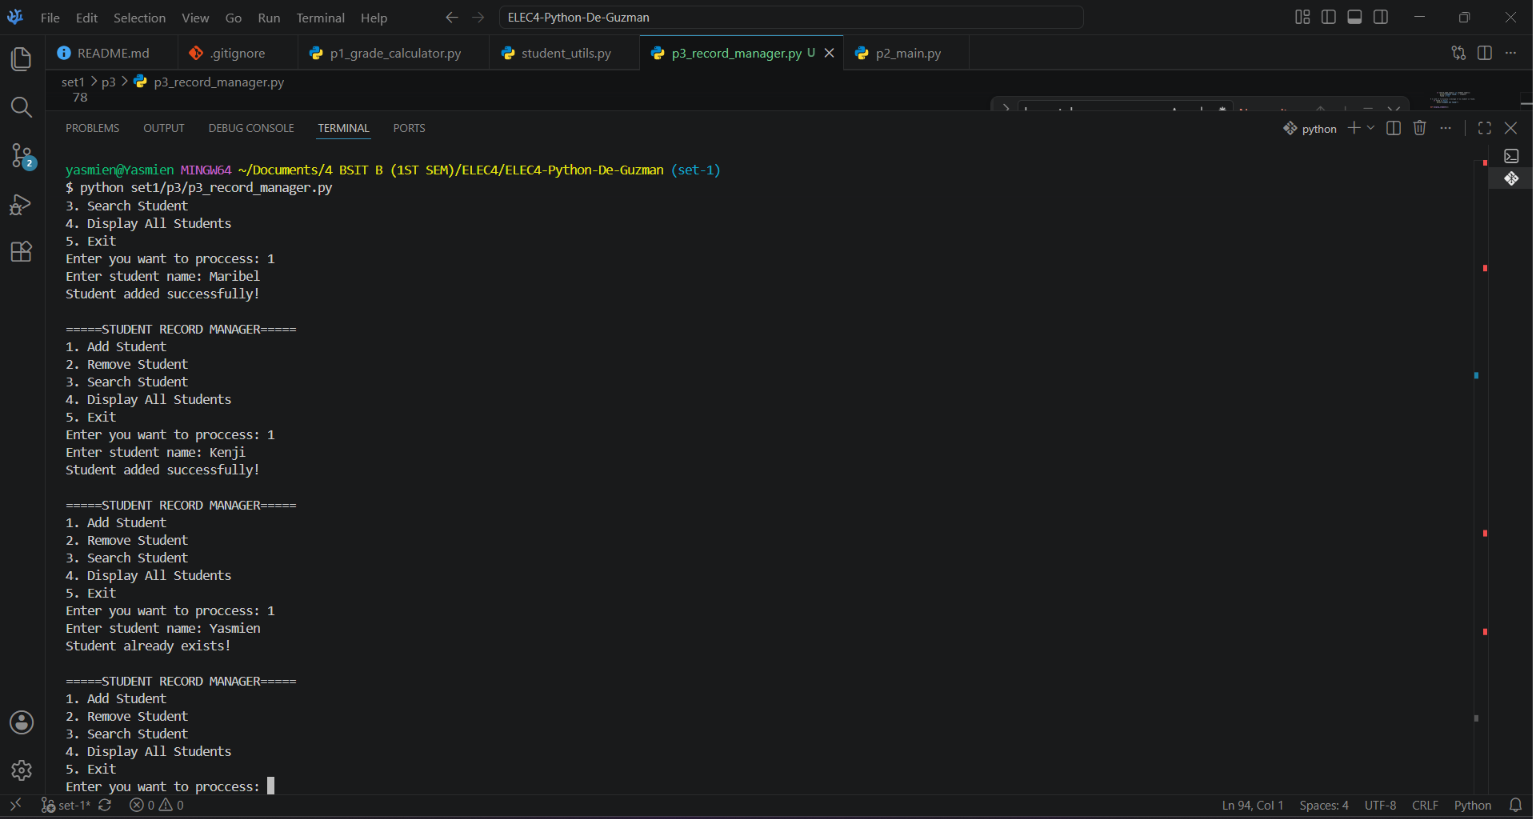 File Edit Selection View Go Run Terminal Help ELEC4-Python-De-Guzman
README.md .gitignore p1_grade_calculator.py student_utils.py p3_record_manager.py U p2_main.py
set1 > p3 > p3_record_manager.py
78
PROBLEMS OUTPUT DEBUG CONSOLE TERMINAL PORTS python
yasmien@Yasmien MINGW64 ~/Documents/4 BSIT B (1ST SEM)/ELEC4/ELEC4-Python-De-Guzman (set-1)
$ python set1/p3/p3_record_manager.py
3. Search Student
4. Display All Students
5. Exit
Enter you want to proccess: 1
Enter student name: Maribel
Student added successfully!
=====STUDENT RECORD MANAGER=====
1. Add Student
2. Remove Student
3. Search Student
4. Display All Students
5. Exit
Enter you want to proccess: 1
Enter student name: Kenji
Student added successfully!
=====STUDENT RECORD MANAGER=====
1. Add Student
2. Remove Student
3. Search Student
4. Display All Students
5. Exit
Enter you want to proccess: 1
Enter student name: Yasmien
Student already exists!
=====STUDENT RECORD MANAGER=====
1. Add Student
2. Remove Student
3. Search Student
4. Display All Students
5. Exit
Enter you want to proccess:
2
set-1* 0 0 Ln 94, Col 1 Spaces: 4 UTF-8 CRLF Python